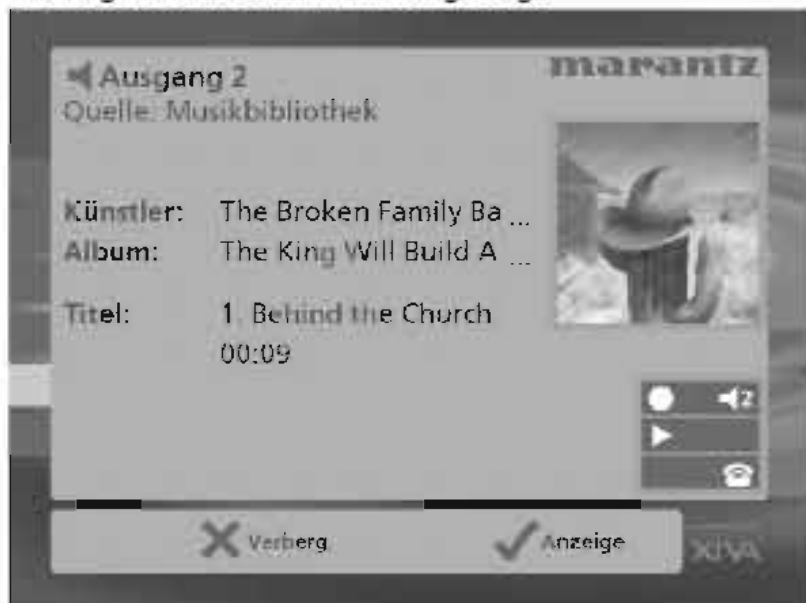 Ausgang 2
marantz
Quelle: Musikbibliothek
Künstler: The Broken Family Ba ...
Album: The King Will Build A ...
Titel: 1. Behind the Church
00:09
2
Verberg
Anzeige
XIVA